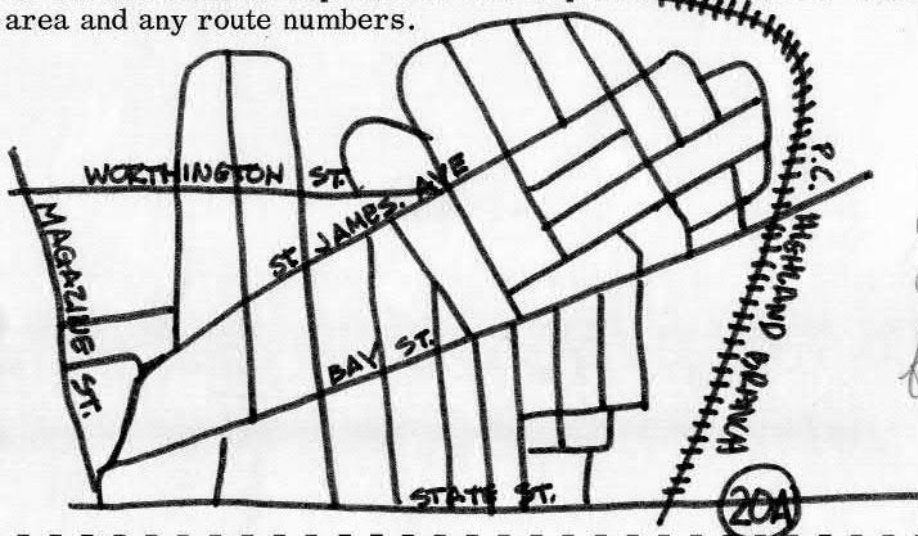 area and any route numbers.
WORTHINGTON ST.
MAGAZINE ST.
ST JAMES. AVE
BAY ST.
P.C. HIGHLAND BRANCH
STATE ST.
20A